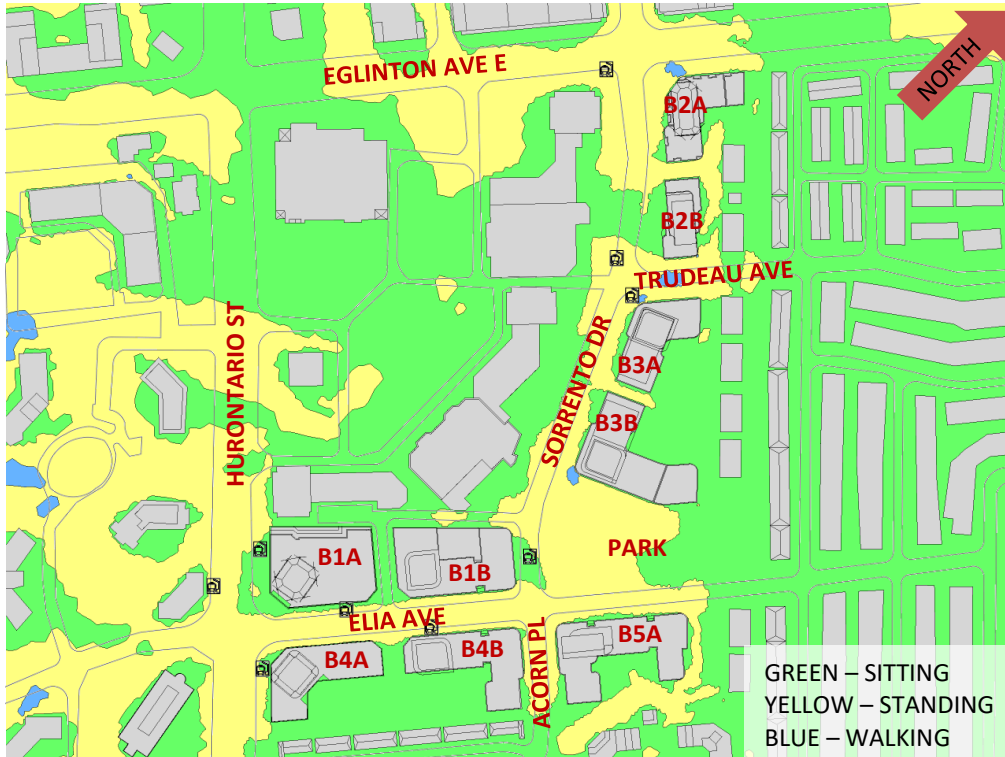 EGLINTON AVE E
NORTH
B2A
B2B
TRUDEAU AVE
HURONTARIO ST
SORRENTO DR
B3A
B3B
PARK
B1A
B1B
ELIA AVE
B4A
B4B
ACORN PL
B5A
GREEN – SITTING
YELLOW – STANDING
BLUE – WALKING